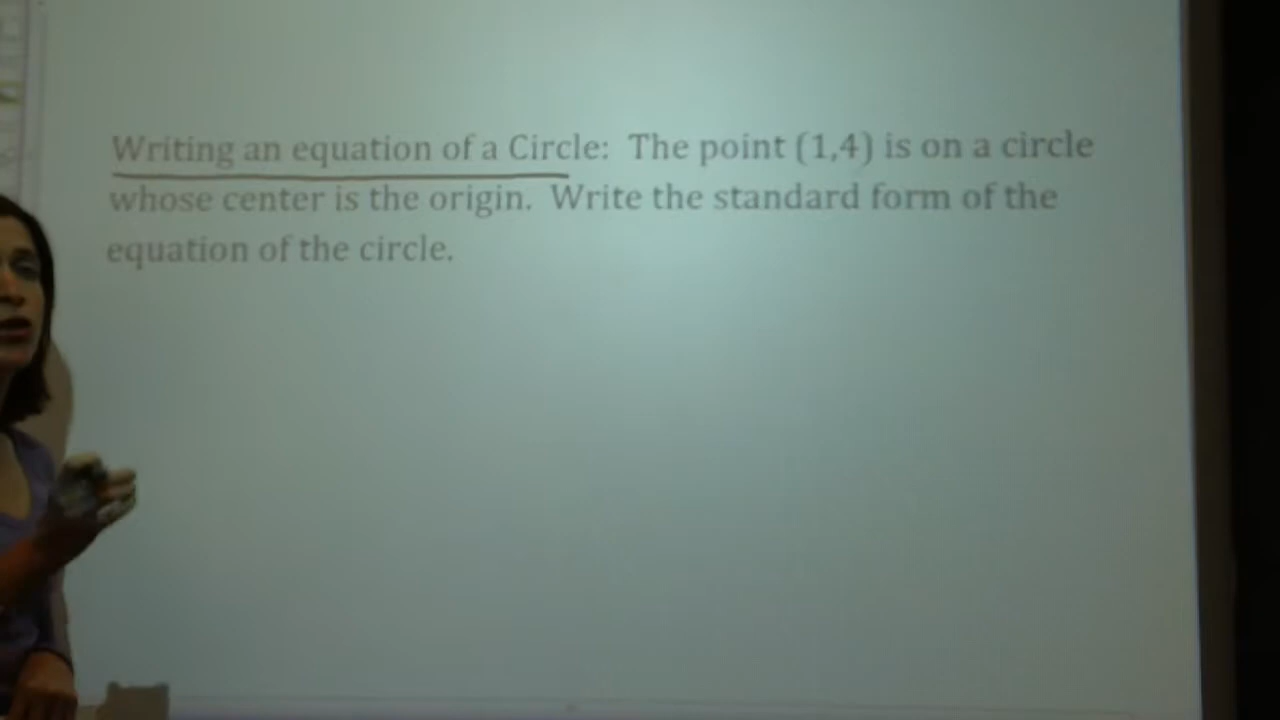 Writing an equation of a Circle: The point (1,4) is on a circle
whose center is the origin. Write the standard form of the
equation of the circle.